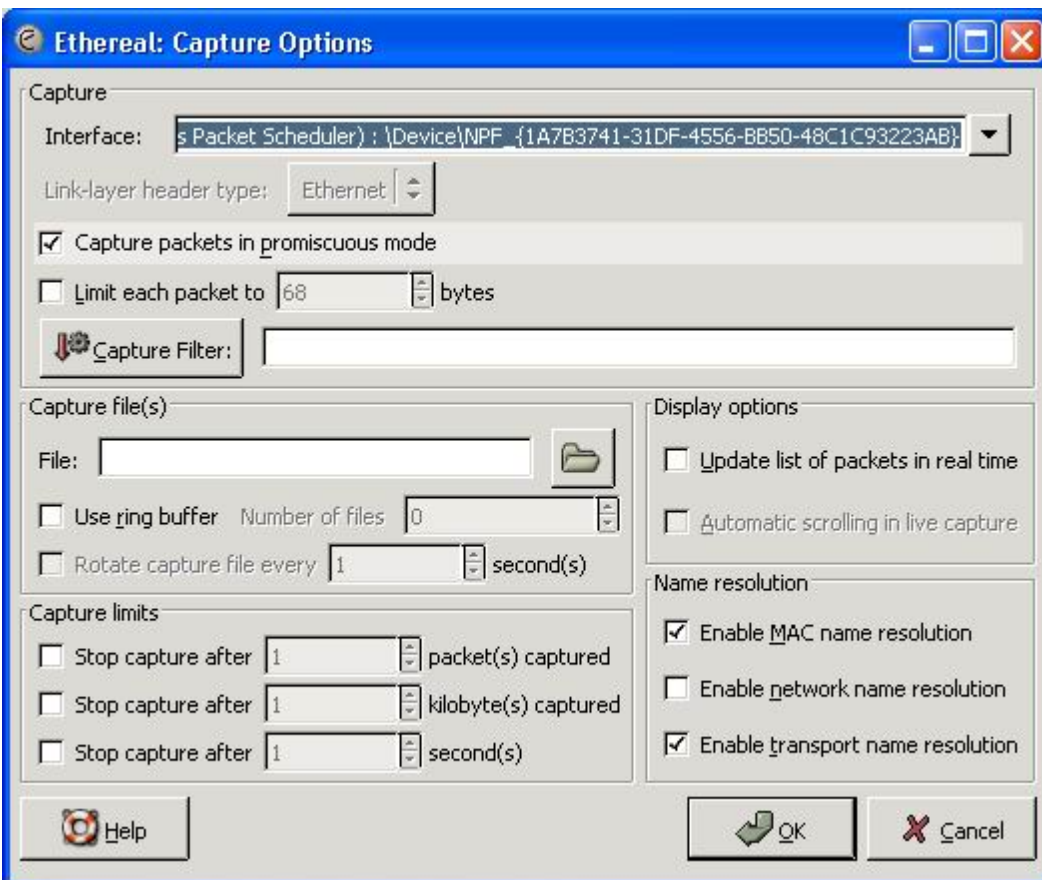 Ethereal: Capture Options
Capture
Interface: s Packet Scheduler) : \Device\NPF_{1A7B3741-31DF-4556-BB50-48C1C93223AB}
Link-layer header type: Ethernet
Capture packets in promiscuous mode
Limit each packet to 68 bytes
Capture Filter:
Capture file(s)
File:
Use ring buffer Number of files 0
Rotate capture file every 1 second(s)
Capture limits
Stop capture after 1 packet(s) captured
Stop capture after 1 kilobyte(s) captured
Stop capture after 1 second(s)
Display options
Update list of packets in real time
Automatic scrolling in live capture
Name resolution
Enable MAC name resolution
Enable network name resolution
Enable transport name resolution
Help
OK
Cancel